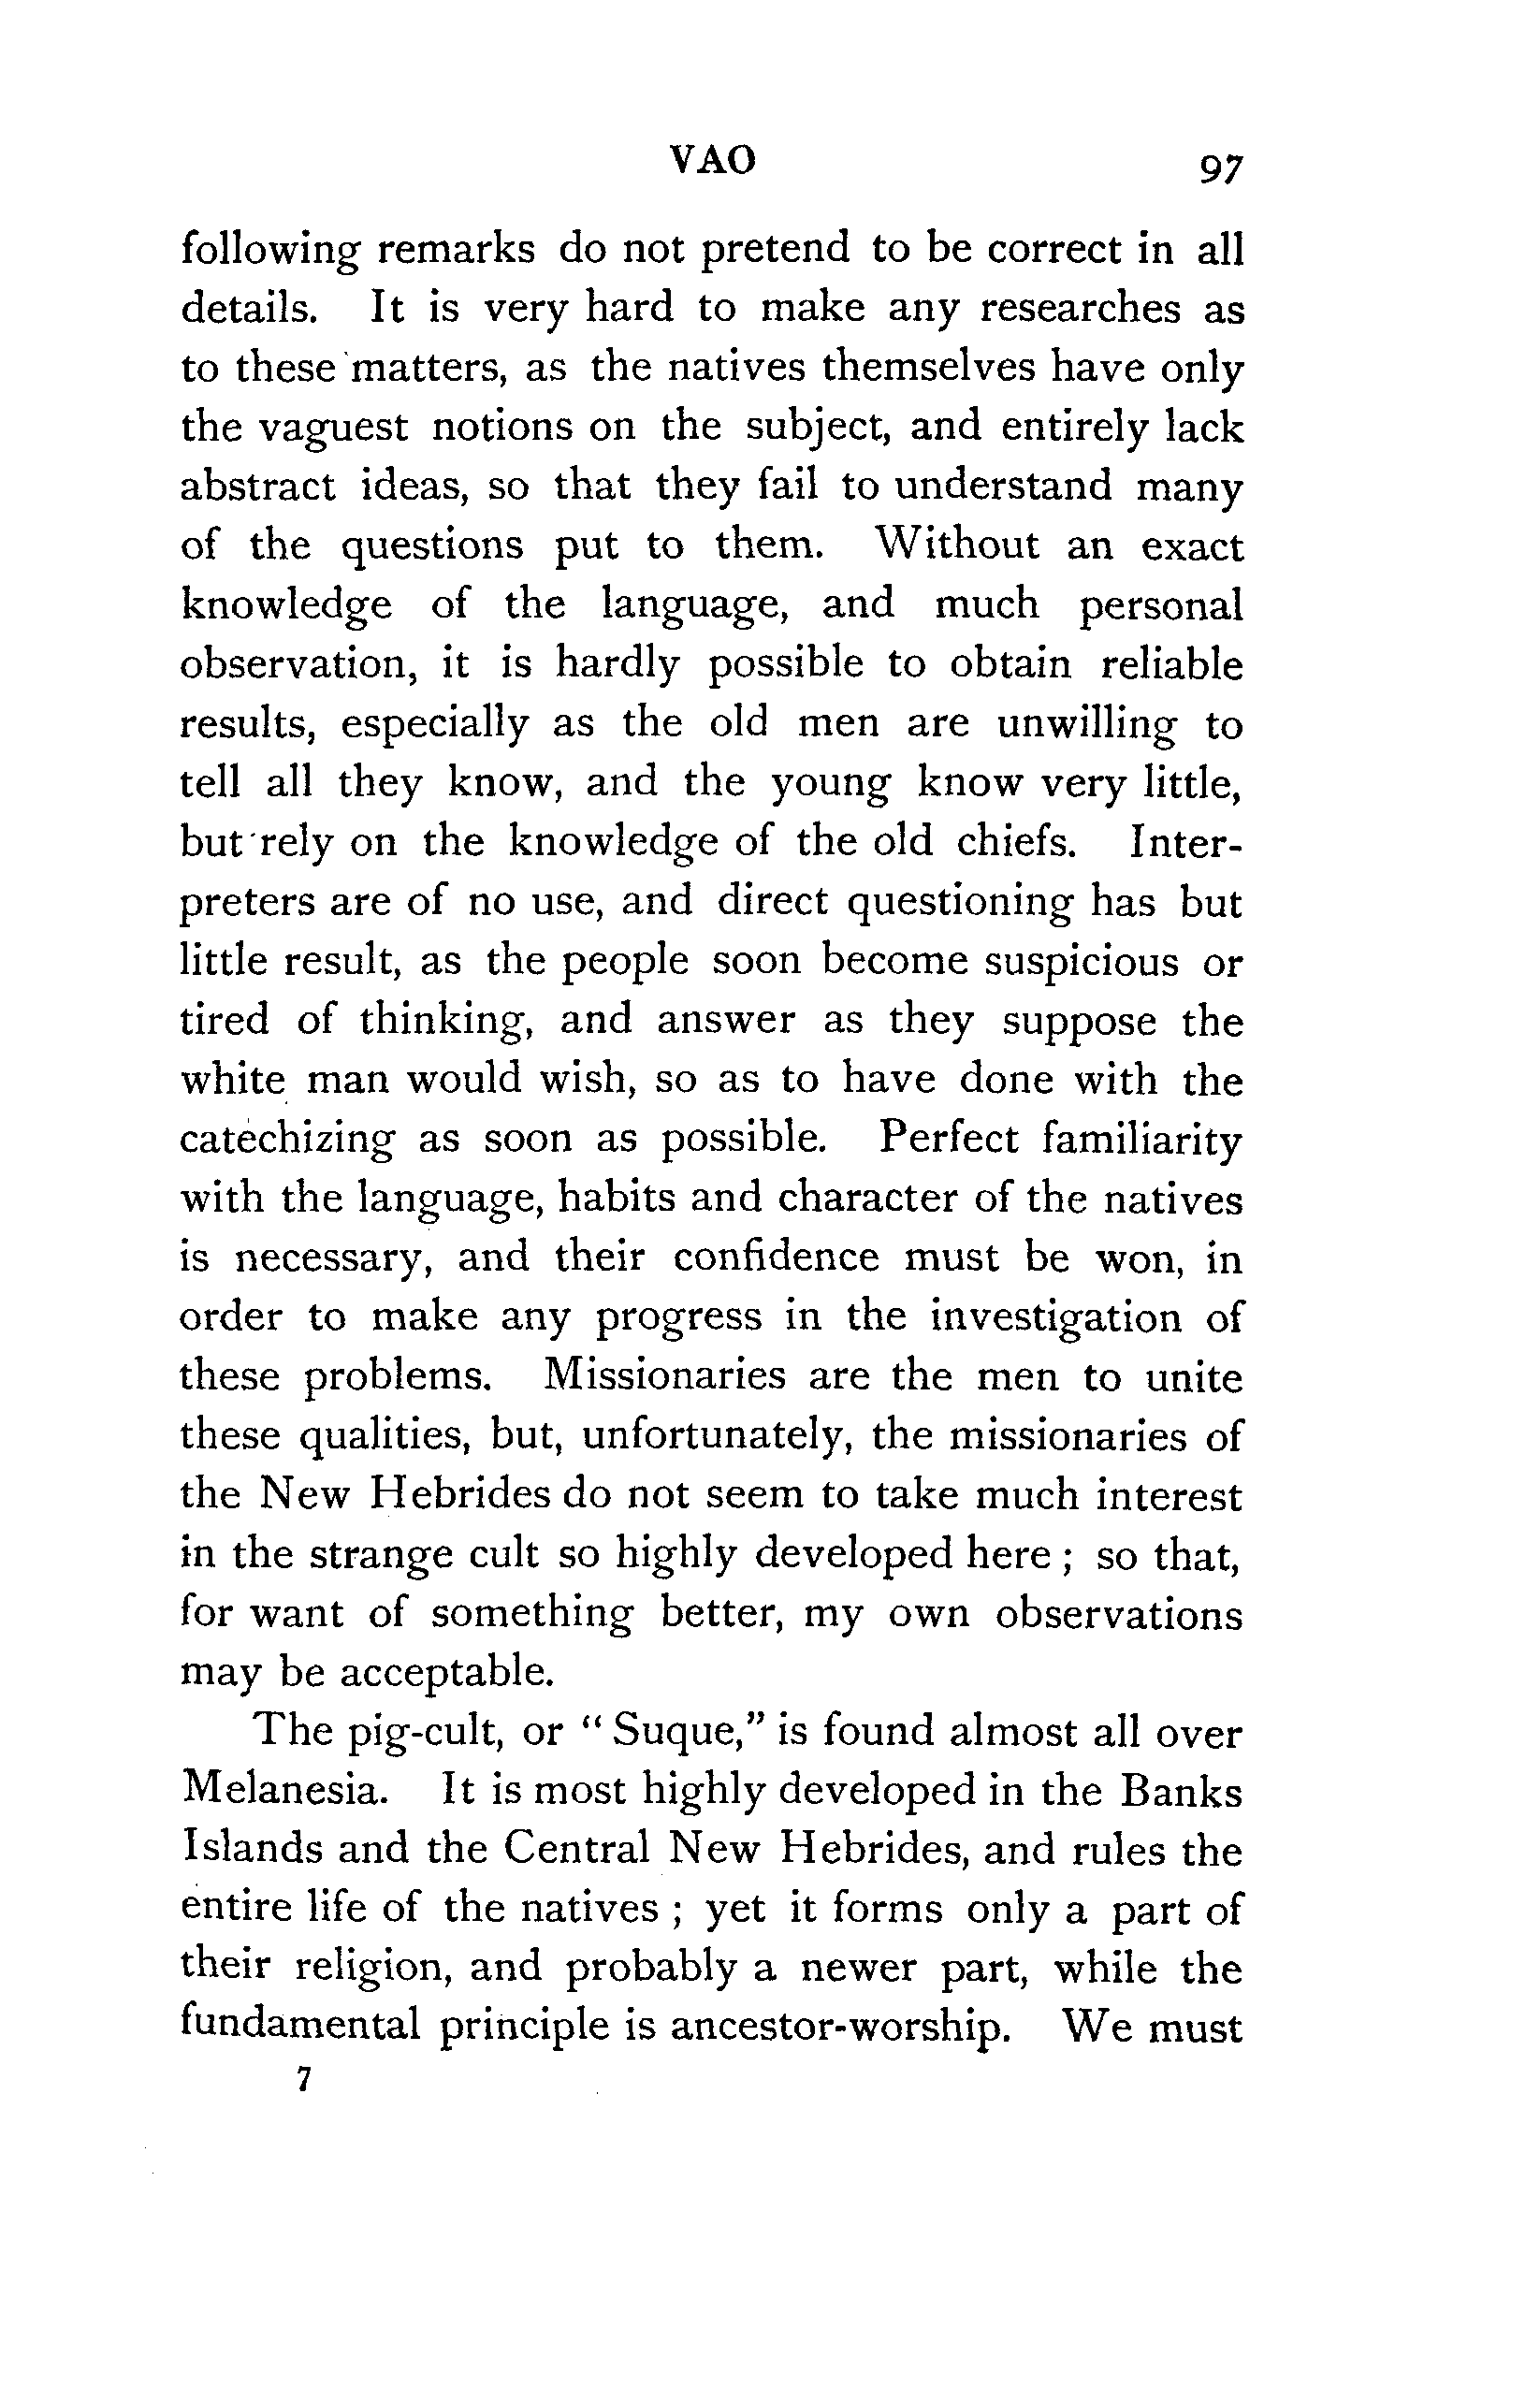 VAO 97
following remarks do not pretend to be correct in all
details. It is very hard to make any researches as
to these matters, as the natives themselves have only
the vaguest notions on the subject, and entirely lack
abstract ideas, so that they fail to understand many
of the questions put to them. Without an exact
knowledge of the language, and much personal
observation, it is hardly possible to obtain reliable
results, especially as the old men are unwilling to
tell all they know, and the young know very little,
but rely on the knowledge of the old chiefs. Inter-
preters are of no use, and direct questioning has but
little result, as the people soon become suspicious or
tired of thinking, and answer as they suppose the
white man would wish, so as to have done with the
catechizing as soon as possible. Perfect familiarity
with the language, habits and character of the natives
is necessary, and their confidence must be won, in
order to make any progress in the investigation of
these problems. Missionaries are the men to unite
these qualities, but, unfortunately, the missionaries of
the New Hebrides do not seem to take much interest
in the strange cult so highly developed here ; so that,
for want of something better, my own observations
may be acceptable.
The pig-cult, or “ Suque,” is found almost all over
Melanesia. It is most highly developed in the Banks
Islands and the Central New Hebrides, and rules the
entire life of the natives ; yet it forms only a part of
their religion, and probably a newer part, while the
fundamental principle is ancestor-worship. We must
7